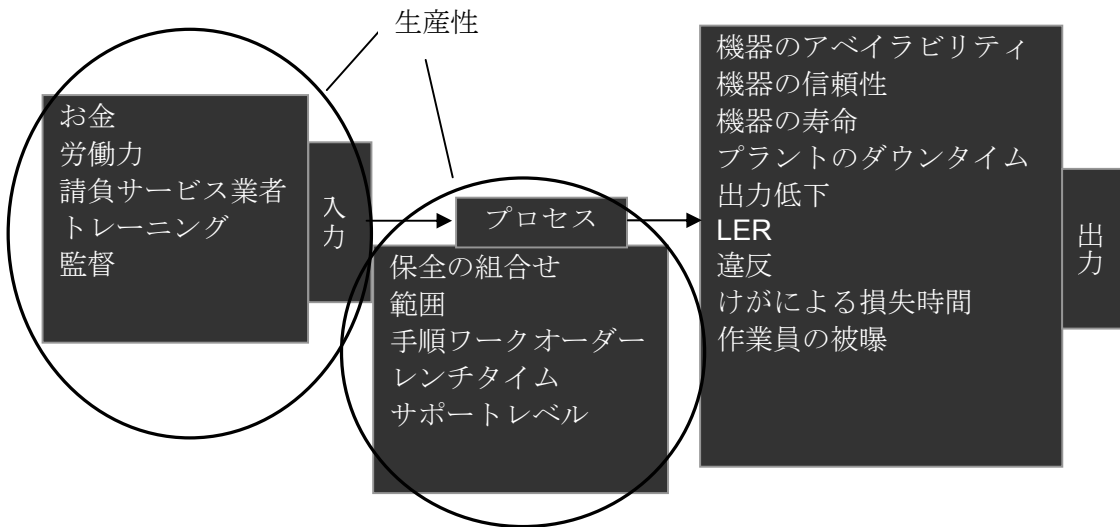 生産性
お金
労働力
請負サービス業者
トレーニング
監督
入力
プロセス
保全の組合せ
範囲
手順ワークオーダー
レンチタイム
サポートレベル
機器のアベイラビリティ
機器の信頼性
機器の寿命
プラントのダウンタイム
出力低下
LER
違反
けがによる損失時間
作業員の被曝
出力